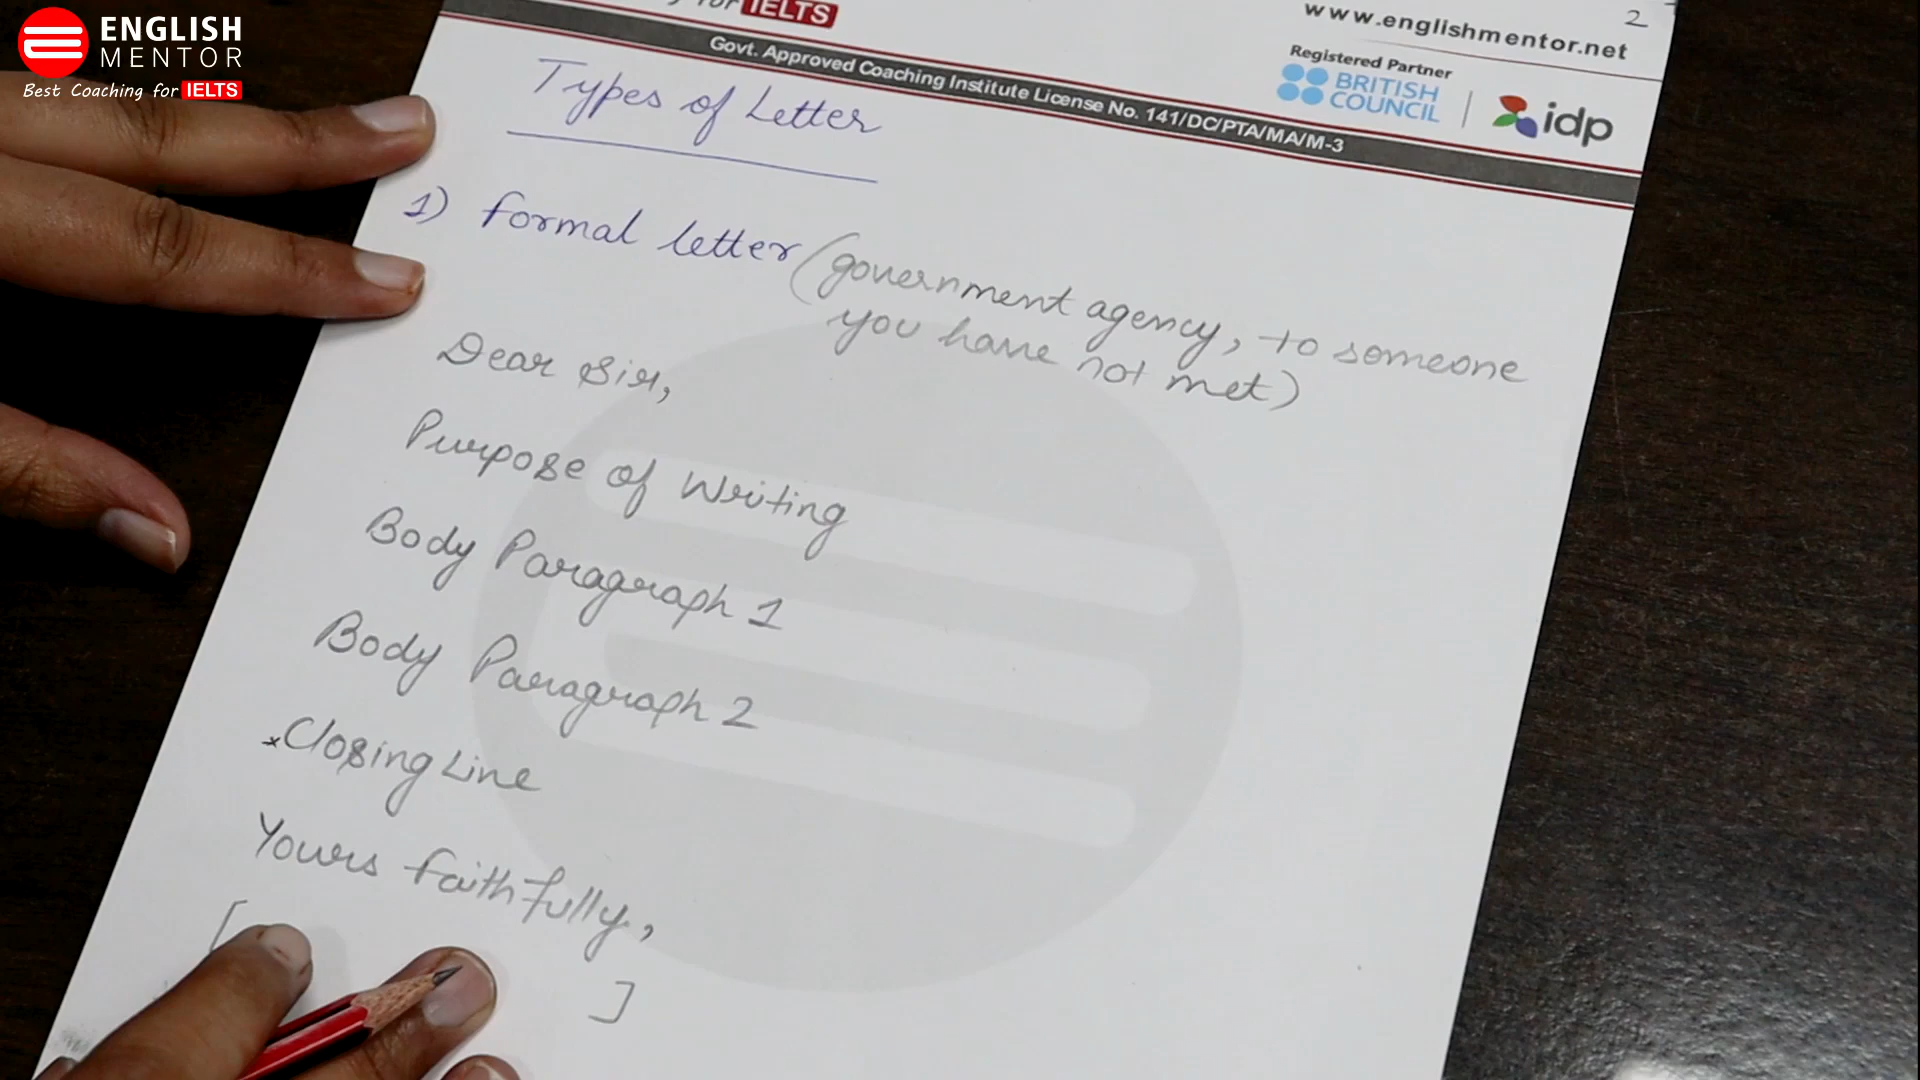 ENGLISH
MENTOR
Best Coaching for IELTS
for IELTS
www.englishmentor.net
2
Registered Partner
BRITISH
COUNCIL
idp
Govt. Approved Coaching Institute License No. 141/DC/PTA/MA/M-3
Types of Letter
1) formal letter (government agency, to someone
you have not met)
Dear Sir,
Purpose of Writing
Body Paragraph 1
Body Paragraph 2
*Closing Line
Yours faithfully,
[ ]